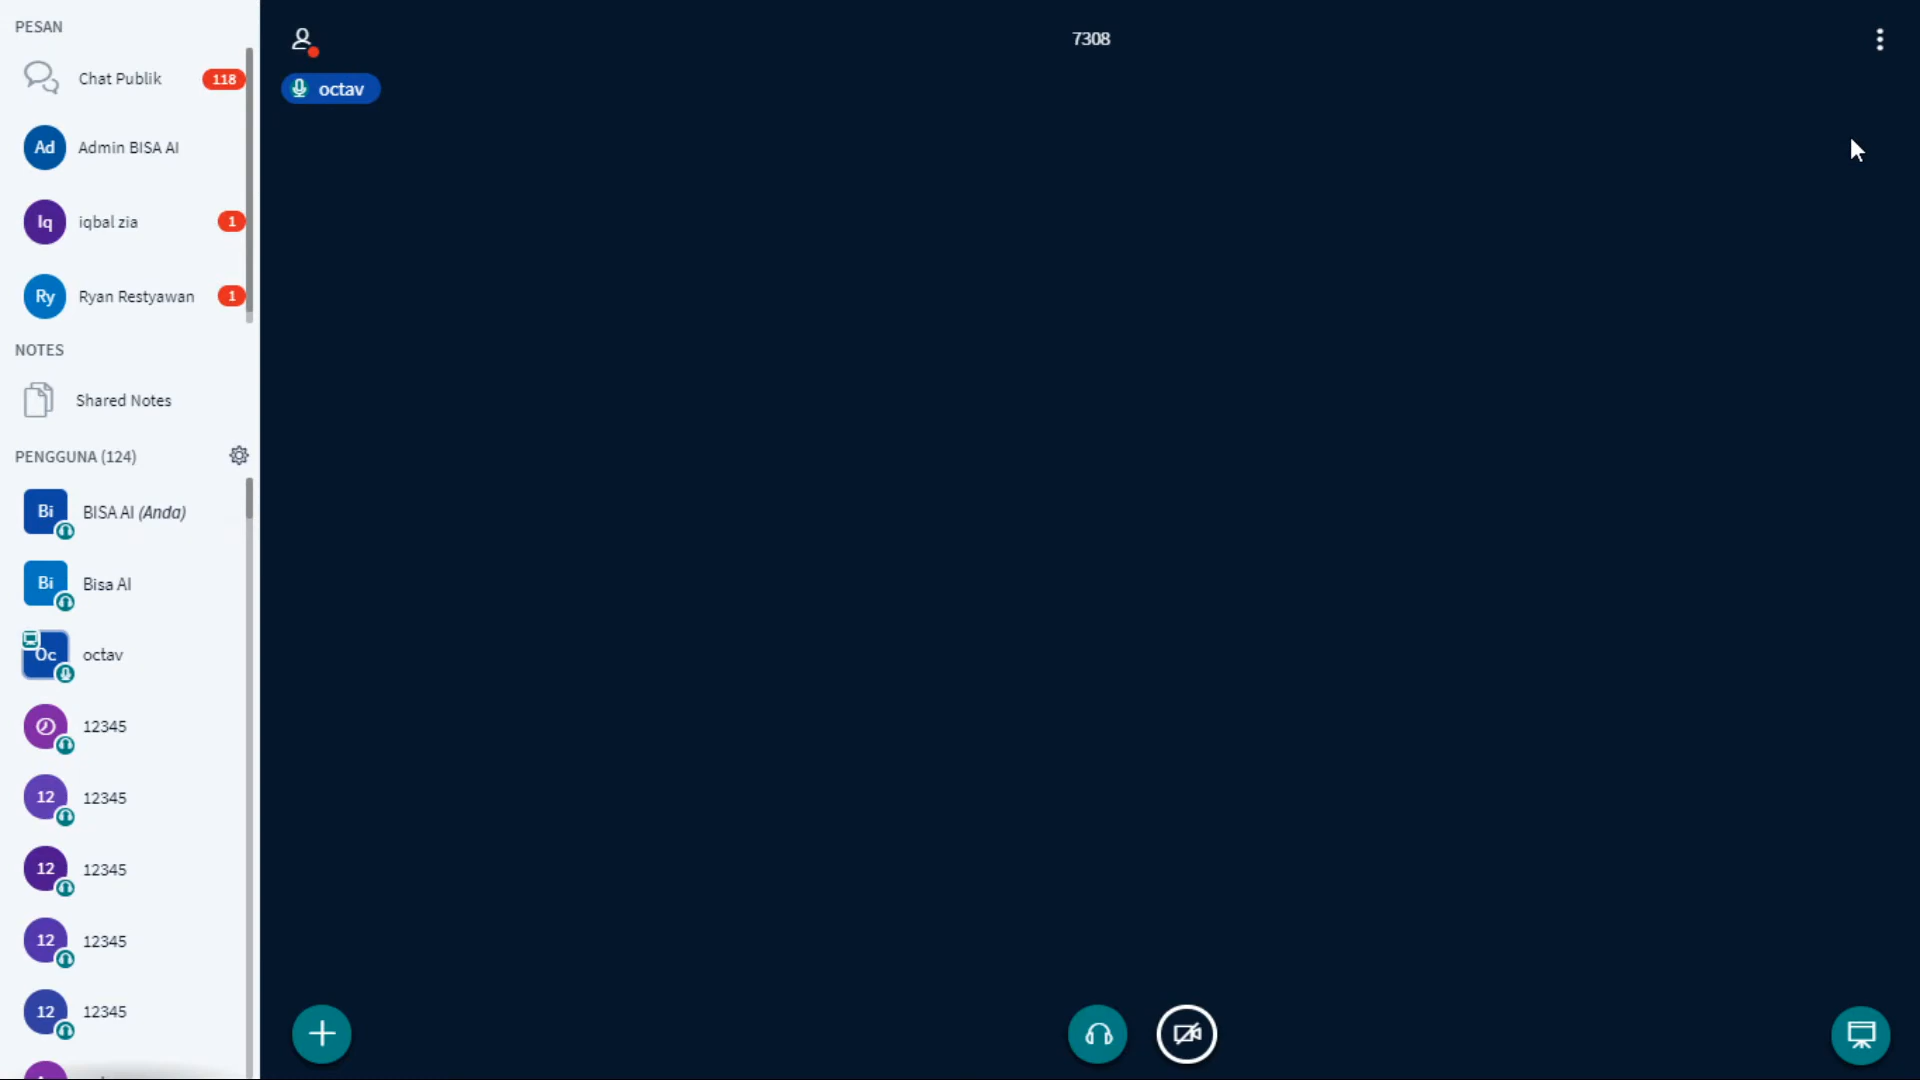 PESAN
Chat Publik 118
Ad Admin BISA AI
Iq iqbal zia 1
Ry Ryan Restyawan 1
NOTES
Shared Notes
PENGGUNA (124)
Bi BISA AI (Anda)
Bi Bisa AI
Oc octav
12345
12 12345
12 12345
12 12345
12 12345
7308
octav